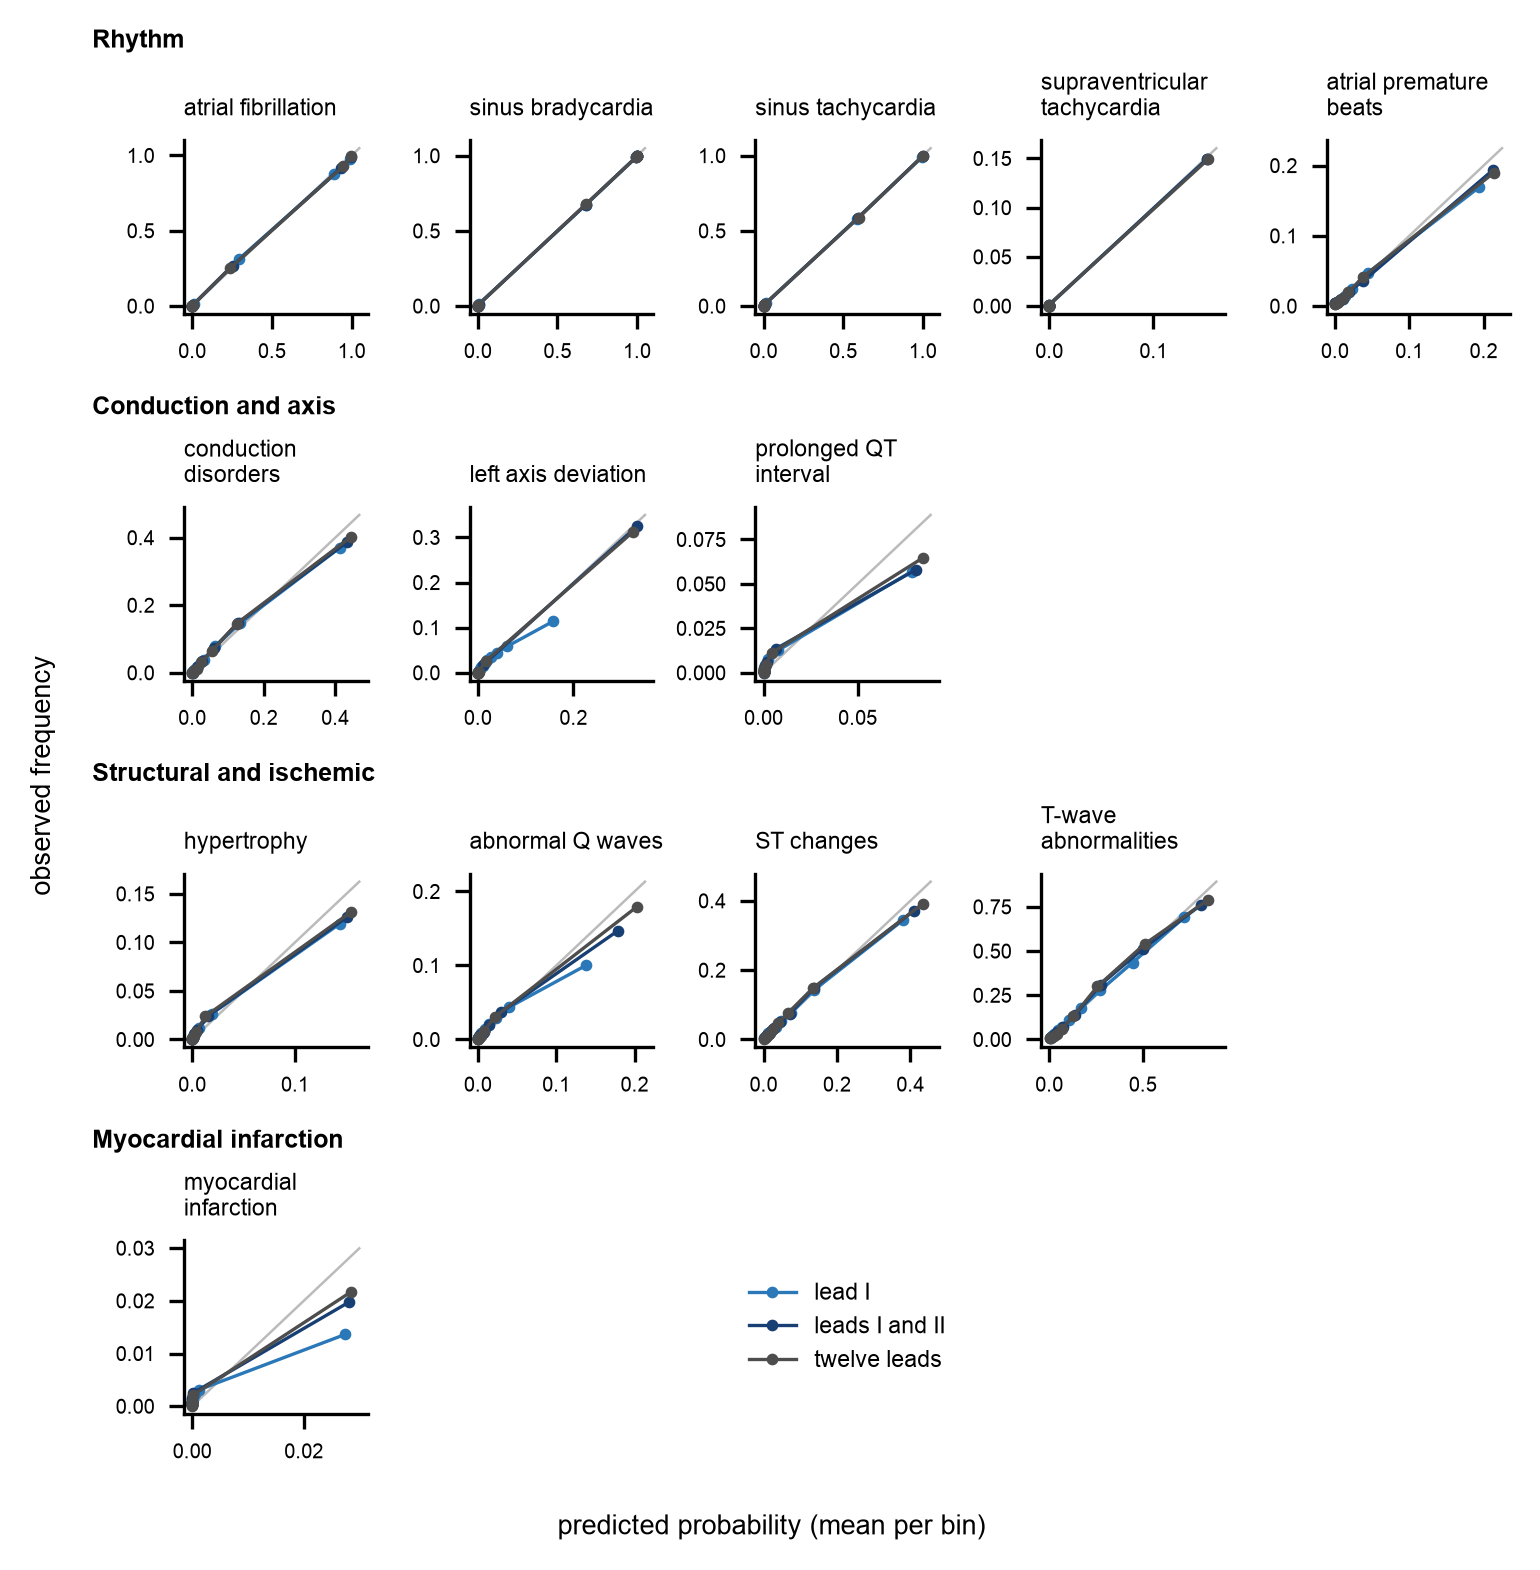 Rhythm
atrial fibrillation
sinus bradycardia
sinus tachycardia
supraventricular
tachycardia
atrial premature
beats
1.0
0.5
0.0
0.0 0.5 1.0
1.0
0.5
0.0
0.0 0.5 1.0
1.0
0.5
0.0
0.0 0.5 1.0
0.15
0.10
0.05
0.00
0.0 0.1
0.2
0.1
0.0
0.0 0.1 0.2
Conduction and axis
conduction
disorders
left axis deviation
prolonged QT
interval
0.4
0.2
0.0
0.0 0.2 0.4
0.3
0.2
0.1
0.0
0.0 0.2
0.075
0.050
0.025
0.000
0.00 0.05
observed frequency
Structural and ischemic
hypertrophy
abnormal Q waves
ST changes
T-wave
abnormalities
0.15
0.10
0.05
0.00
0.0 0.1
0.2
0.1
0.0
0.0 0.1 0.2
0.4
0.2
0.0
0.0 0.2 0.4
0.75
0.50
0.25
0.00
0.0 0.5
Myocardial infarction
myocardial
infarction
0.03
0.02
0.01
0.00
0.00 0.02
lead I
leads I and II
twelve leads
predicted probability (mean per bin)